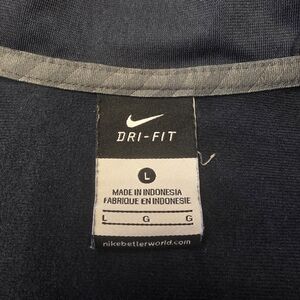 DRI-FIT
L
MADE IN INDONESIA
FABRIQUE EN INDONESIE
L G G
nikebetterworld.com